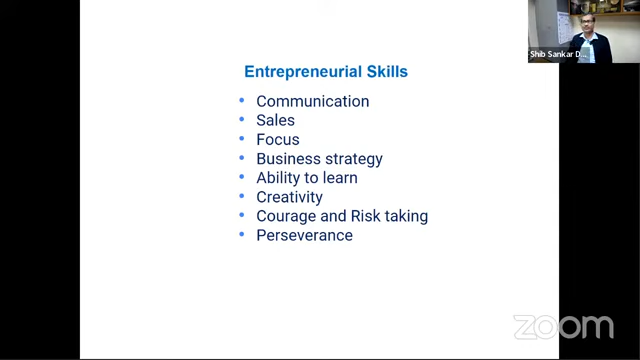 Shib Sankar D...
Entrepreneurial Skills
• Communication
• Sales
• Focus
• Business strategy
• Ability to learn
• Creativity
• Courage and Risk taking
• Perseverance
zoom